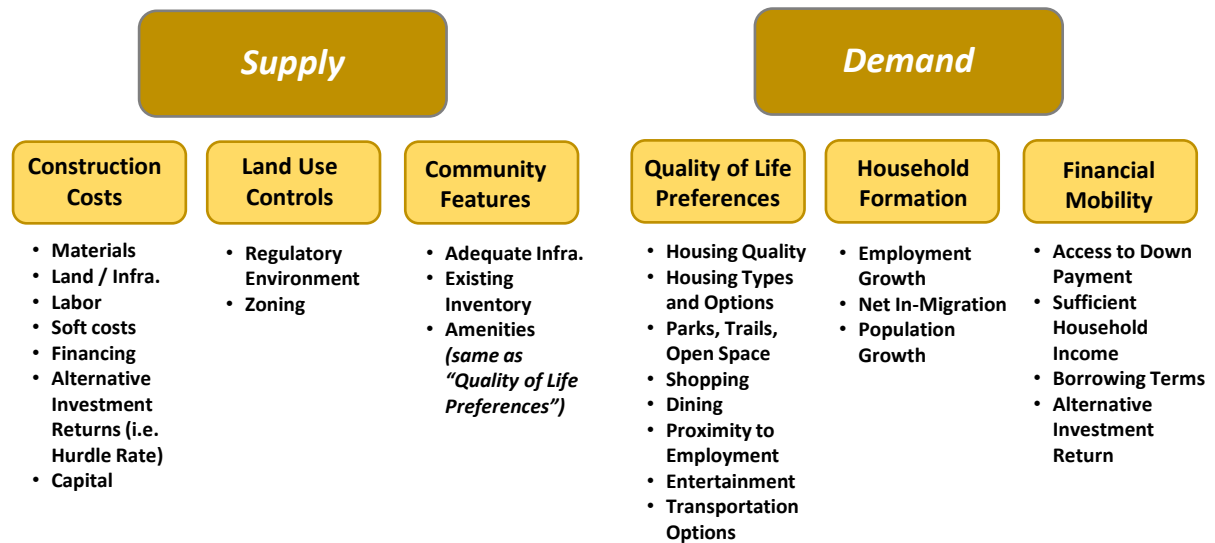 Supply
Demand
Construction
Costs
• Materials
• Land / Infra.
• Labor
• Soft costs
• Financing
• Alternative
Investment
Returns (i.e.
Hurdle Rate)
• Capital
Land Use
Controls
• Regulatory
Environment
• Zoning
Community
Features
• Adequate Infra.
• Existing
Inventory
• Amenities
(same as
“Quality of Life
Preferences”)
Quality of Life
Preferences
• Housing Quality
• Housing Types
and Options
• Parks, Trails,
Open Space
• Shopping
• Dining
• Proximity to
Employment
• Entertainment
• Transportation
Options
Household
Formation
• Employment
Growth
• Net In-Migration
• Population
Growth
Financial
Mobility
• Access to Down
Payment
• Sufficient
Household
Income
• Borrowing Terms
• Alternative
Investment
Return